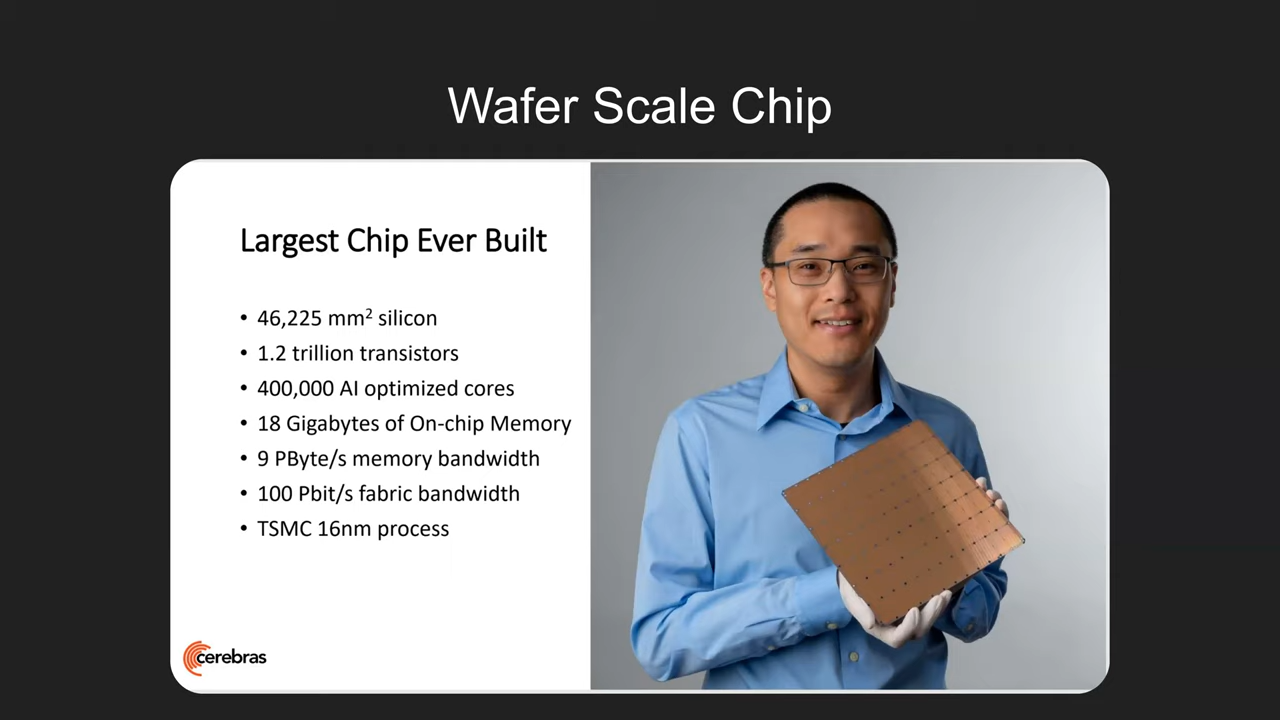 Wafer Scale Chip
Largest Chip Ever Built
• 46,225 mm² silicon
• 1.2 trillion transistors
• 400,000 AI optimized cores
• 18 Gigabytes of On-chip Memory
• 9 PByte/s memory bandwidth
• 100 Pbit/s fabric bandwidth
• TSMC 16nm process
cerebras